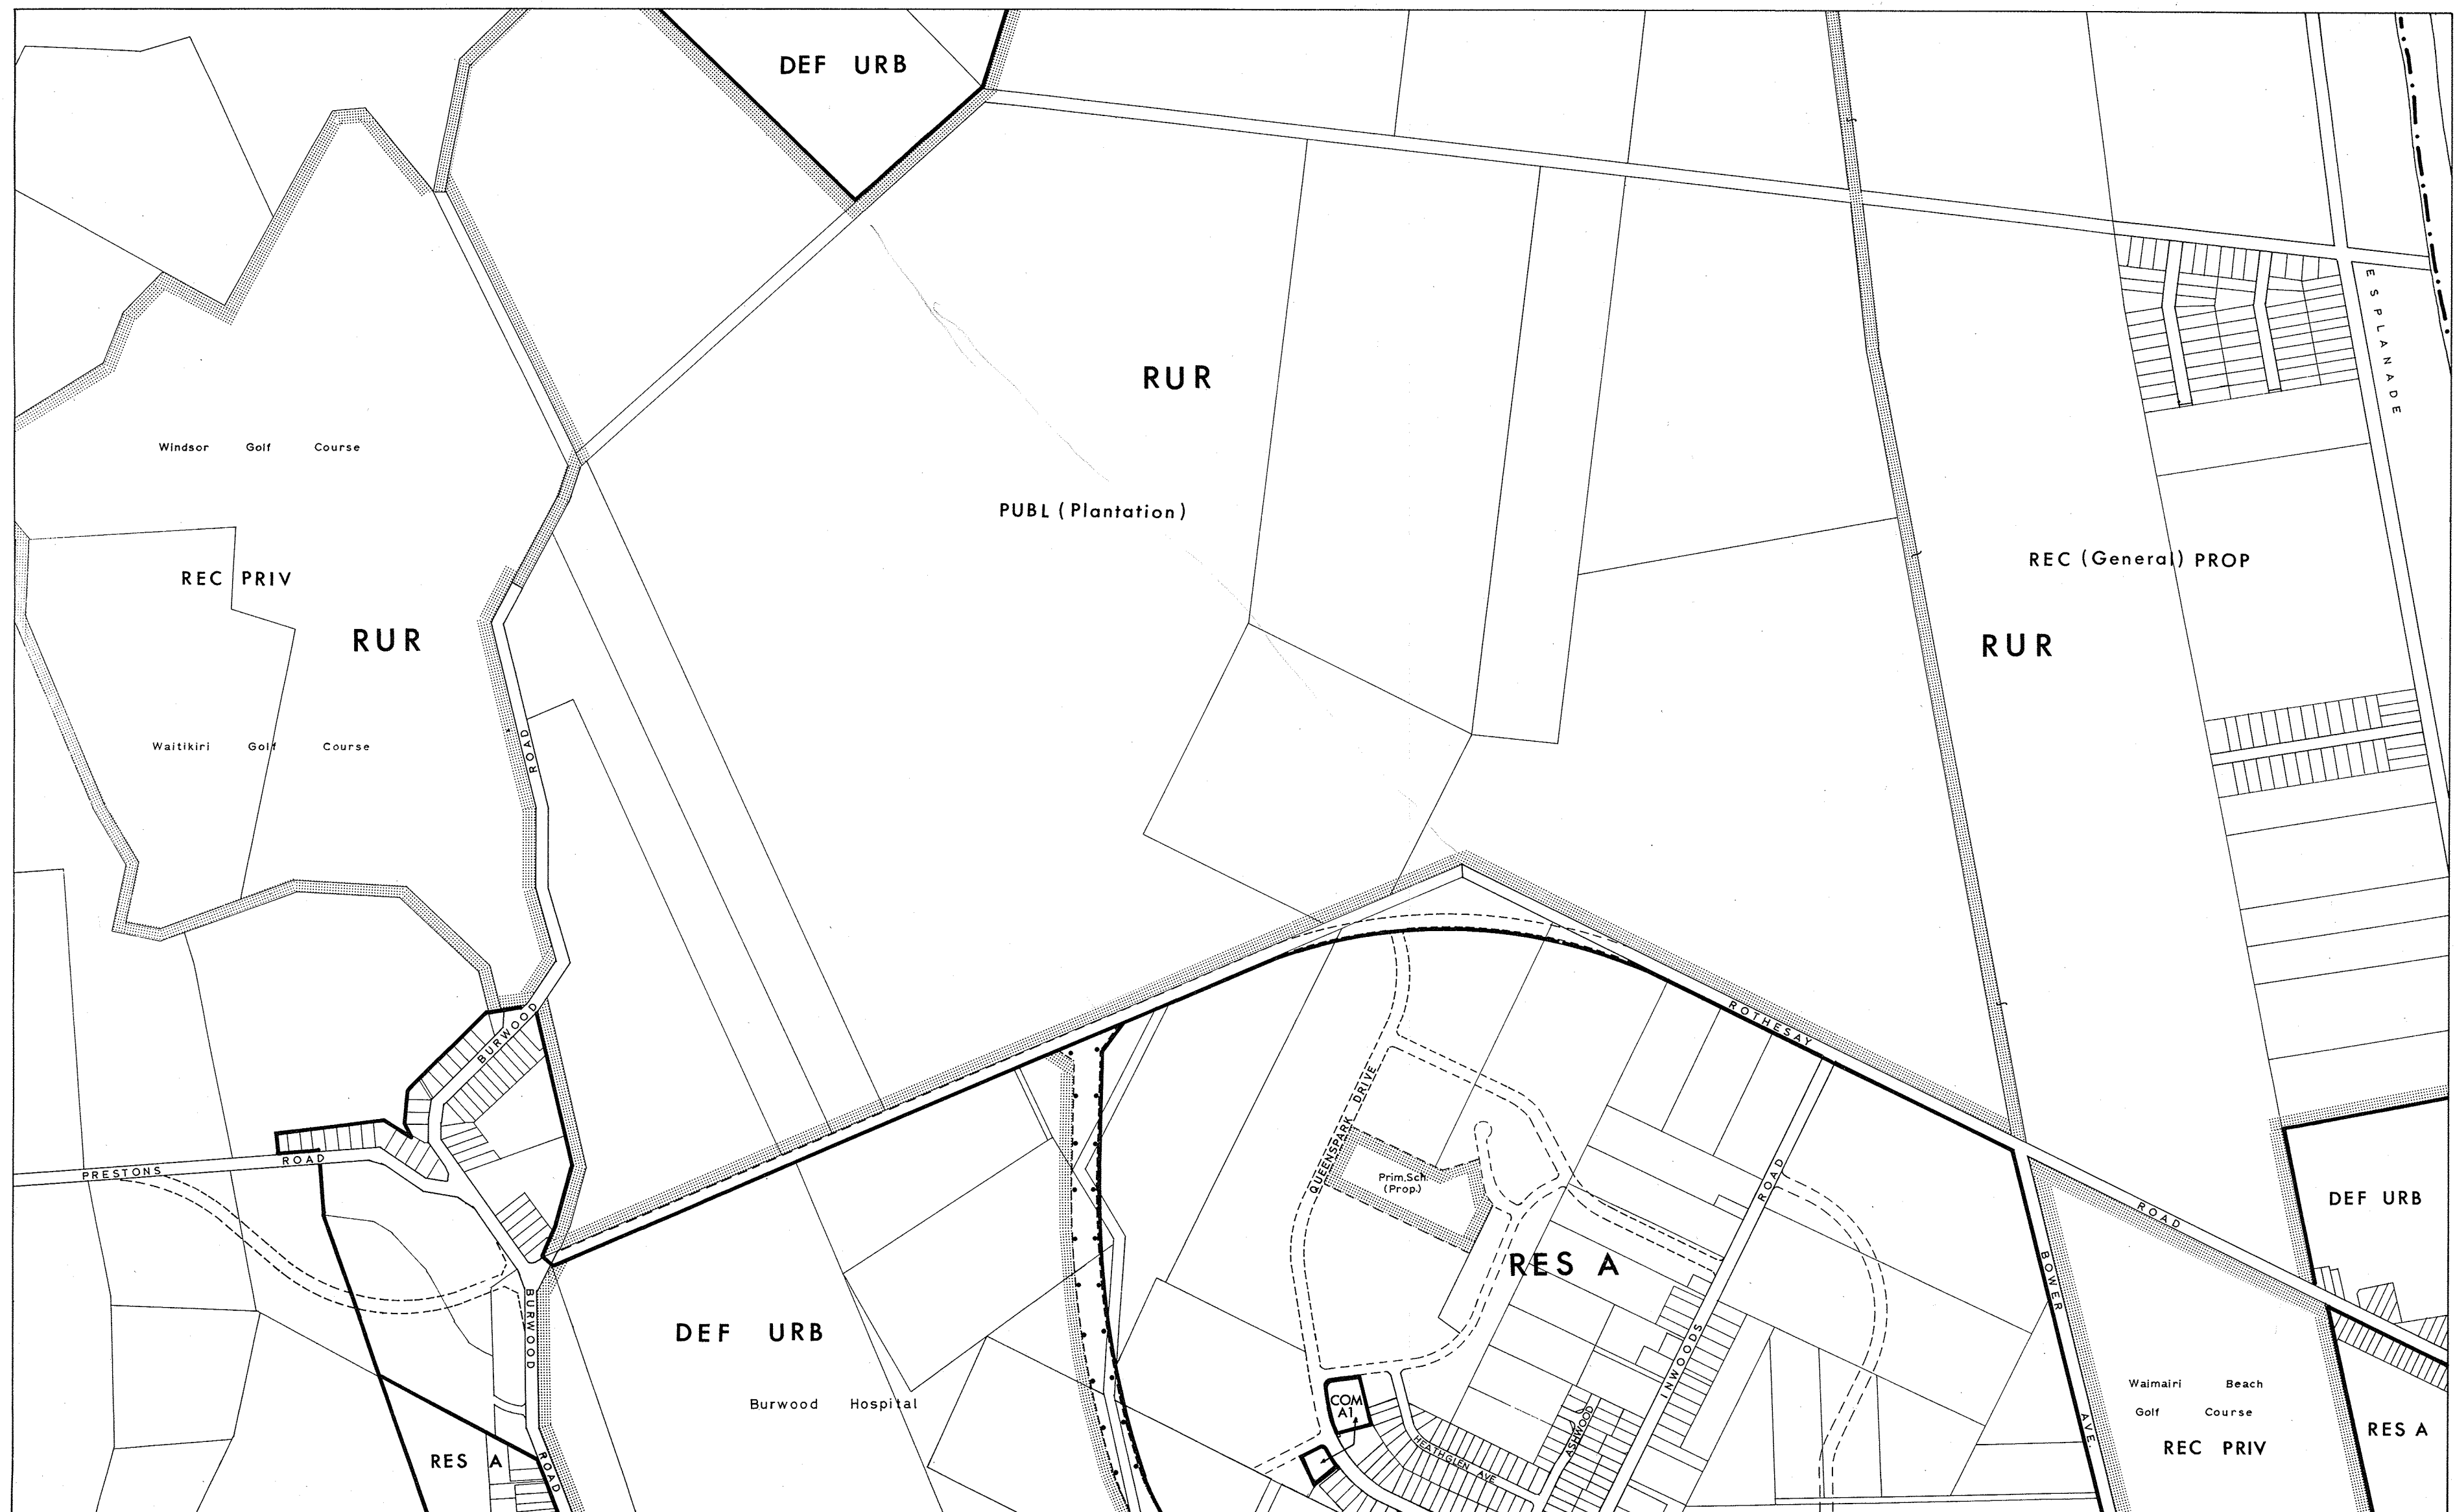 DEF URB
ESPLANADE
RUR
Windsor Golf Course
PUBL (Plantation)
REC (General) PROP
REC PRIV
RUR
RUR
Waitikiri Golf Course
ROAD
BURWOOD
ROTHESAY
QUEENSPARK DRIVE
PRESTONS
ROAD
Prim.Sch.
(Prop.)
ROAD
DEF URB
ROAD
RES A
BOWER
BURWOOD
DEF URB
INWOODS
Waimairi Beach
Golf Course
COM
A1
Burwood Hospital
ASHWOOD
AVE.
RES A
REC PRIV
HEATHGLEN AVE
RES A
ROAD